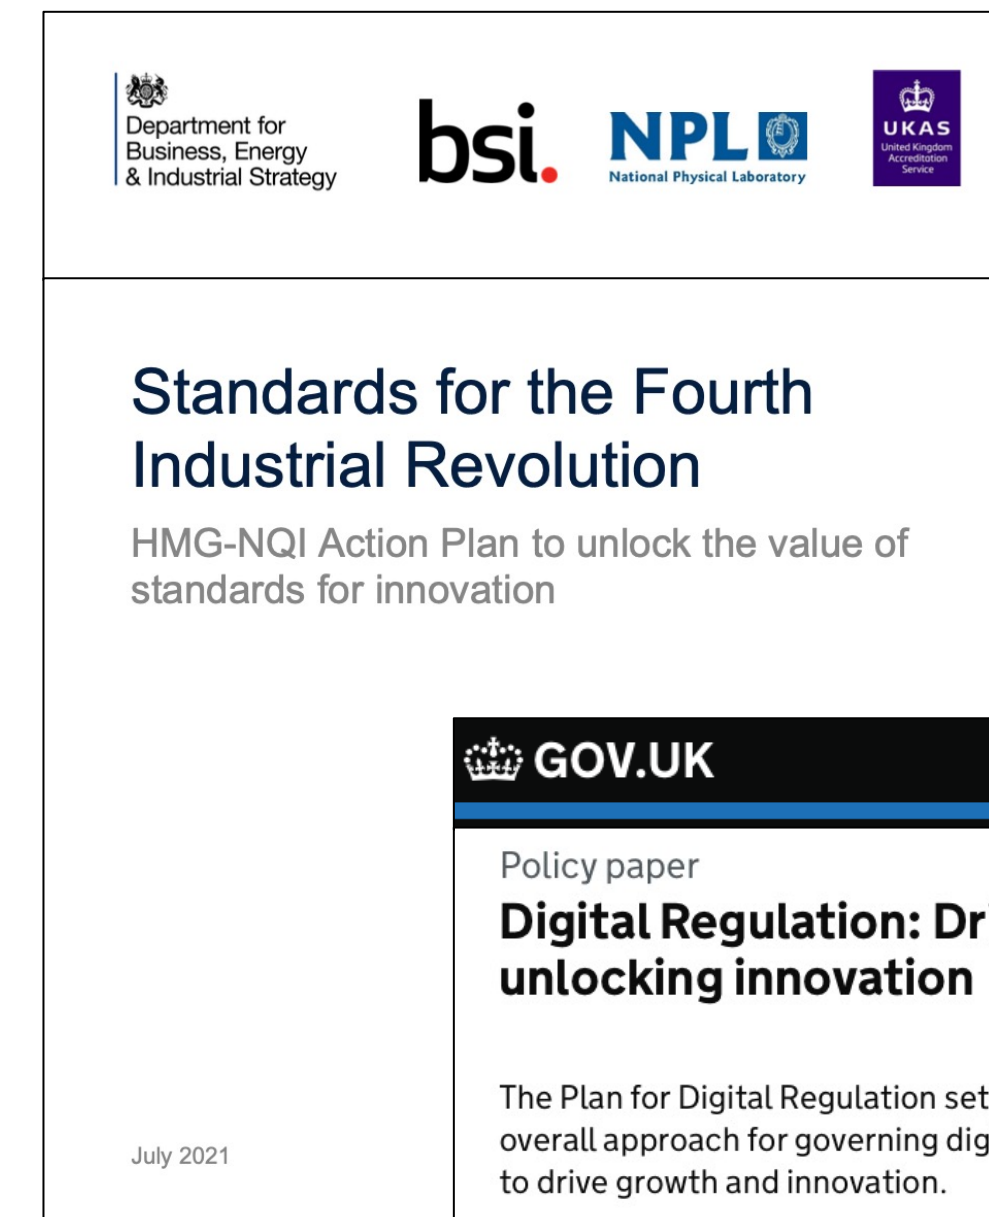 Department for
Business, Energy
& Industrial Strategy
bsi.
NPL
National Physical Laboratory
UKAS
United Kingdom
Accreditation
Service
Standards for the Fourth
Industrial Revolution
HMG-NQI Action Plan to unlock the value of
standards for innovation
GOV.UK
Policy paper
Digital Regulation: Dr
unlocking innovation
The Plan for Digital Regulation set
overall approach for governing dig
to drive growth and innovation.
July 2021